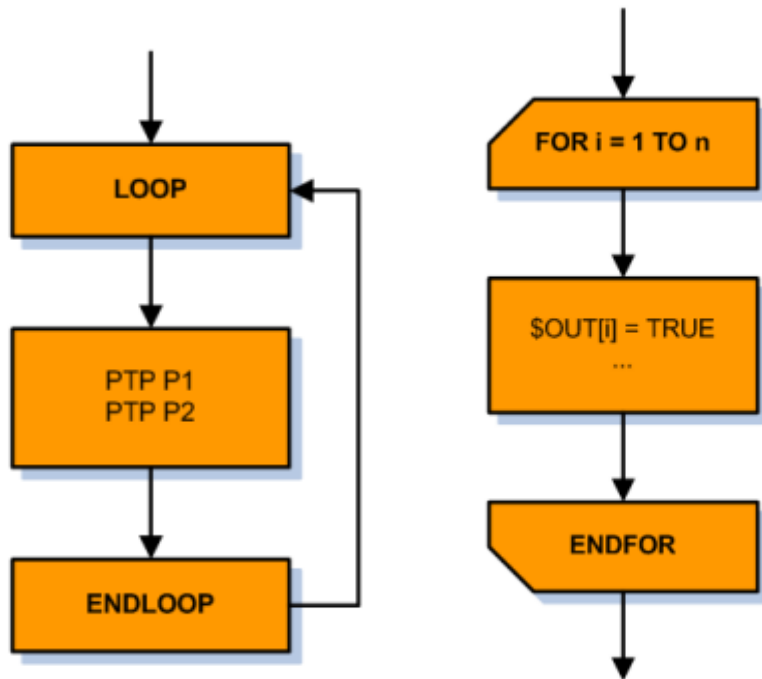 LOOP
PTP P1
PTP P2
ENDLOOP
FOR i = 1 TO n
$OUT[i] = TRUE
...
ENDFOR